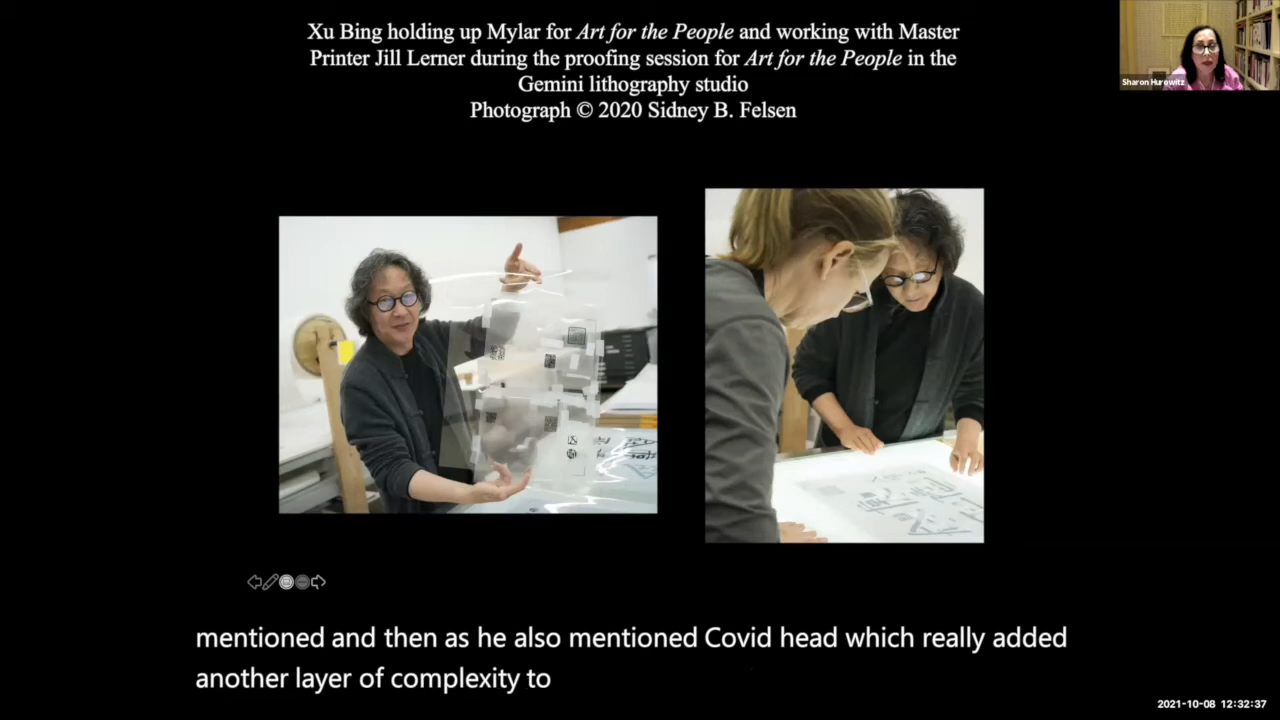 Xu Bing holding up Mylar for Art for the People and working with Master
Printer Jill Lerner during the proofing session for Art for the People in the
Gemini lithography studio
Photograph © 2020 Sidney B. Felsen
Sharon Hurowitz
mentioned and then as he also mentioned Covid head which really added
another layer of complexity to
2021-10-08 12:32:37